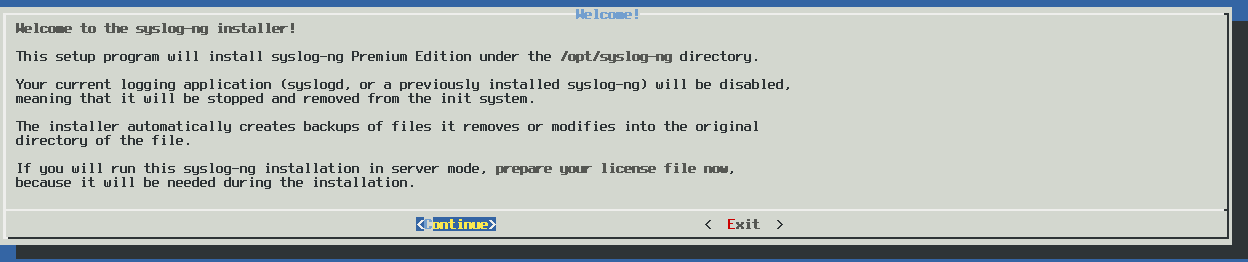 Welcome!
Welcome to the syslog-ng installer!
This setup program will install syslog-ng Premium Edition under the /opt/syslog-ng directory.
Your current logging application (syslogd, or a previously installed syslog-ng) will be disabled,
meaning that it will be stopped and removed from the init system.
The installer automatically creates backups of files it removes or modifies into the original
directory of the file.
If you will run this syslog-ng installation in server mode, prepare your license file now,
because it will be needed during the installation.
<Continue> < Exit >